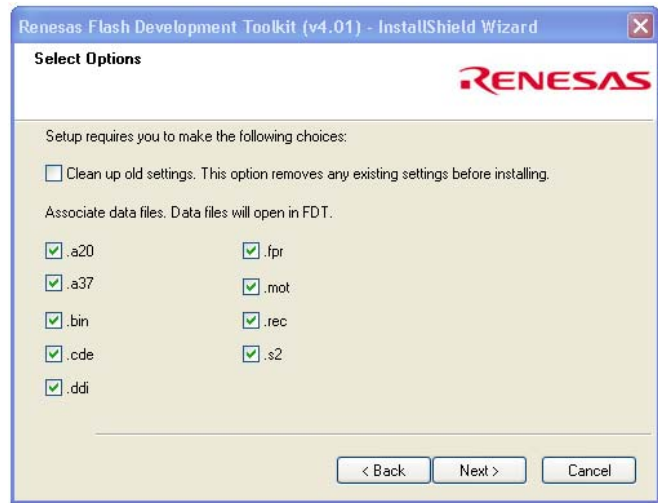 Renesas Flash Development Toolkit (v4.01) - InstallShield Wizard
Select Options
RENESAS
Setup requires you to make the following choices:
Clean up old settings. This option removes any existing settings before installing.
Associate data files. Data files will open in FDT.
.a20
.a37
.bin
.cde
.ddi
.fpr
.mot
.rec
.s2
< Back
Next >
Cancel